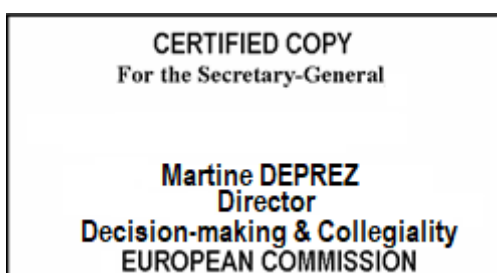 CERTIFIED COPY
For the Secretary-General
Martine DEPREZ
Director
Decision-making & Collegiality
EUROPEAN COMMISSION